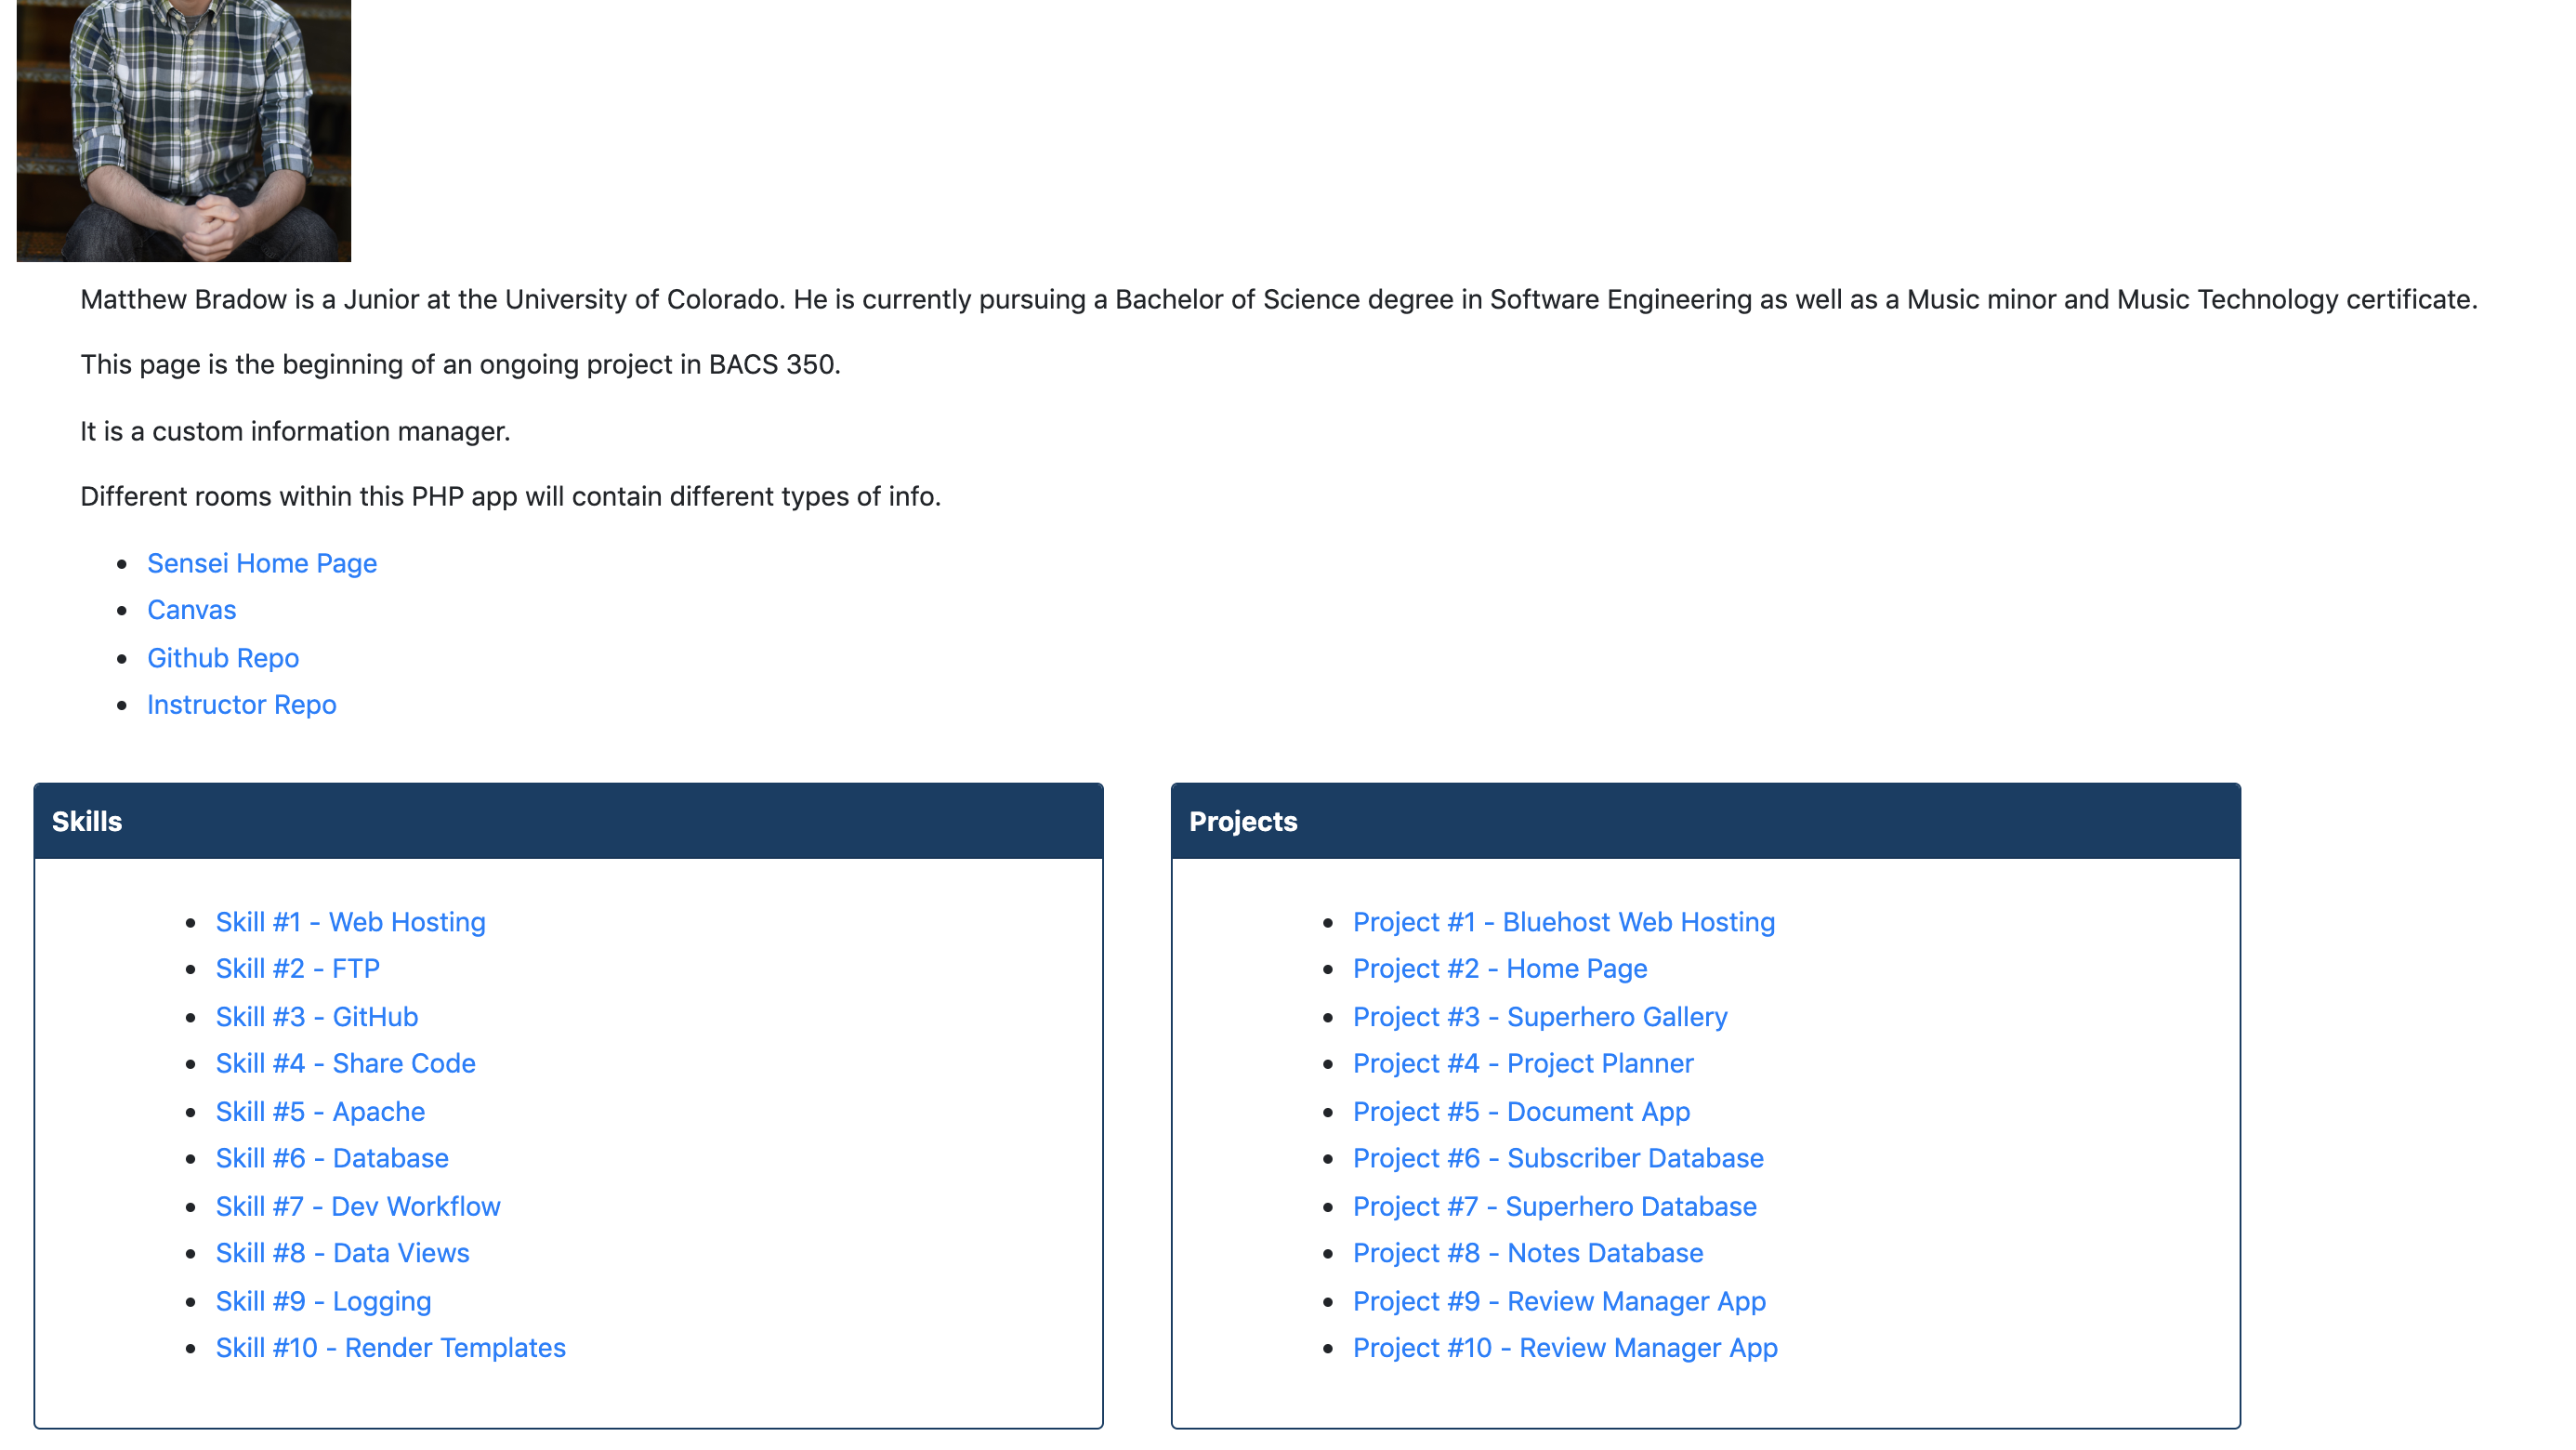 Matthew Bradow is a Junior at the University of Colorado. He is currently pursuing a Bachelor of Science degree in Software Engineering as well as a Music minor and Music Technology certificate.
This page is the beginning of an ongoing project in BACS 350.
It is a custom information manager.
Different rooms within this PHP app will contain different types of info.
Sensei Home Page
Canvas
Github Repo
Instructor Repo
Skills
Skill #1 - Web Hosting
Skill #2 - FTP
Skill #3 - GitHub
Skill #4 - Share Code
Skill #5 - Apache
Skill #6 - Database
Skill #7 - Dev Workflow
Skill #8 - Data Views
Skill #9 - Logging
Skill #10 - Render Templates
Projects
Project #1 - Bluehost Web Hosting
Project #2 - Home Page
Project #3 - Superhero Gallery
Project #4 - Project Planner
Project #5 - Document App
Project #6 - Subscriber Database
Project #7 - Superhero Database
Project #8 - Notes Database
Project #9 - Review Manager App
Project #10 - Review Manager App